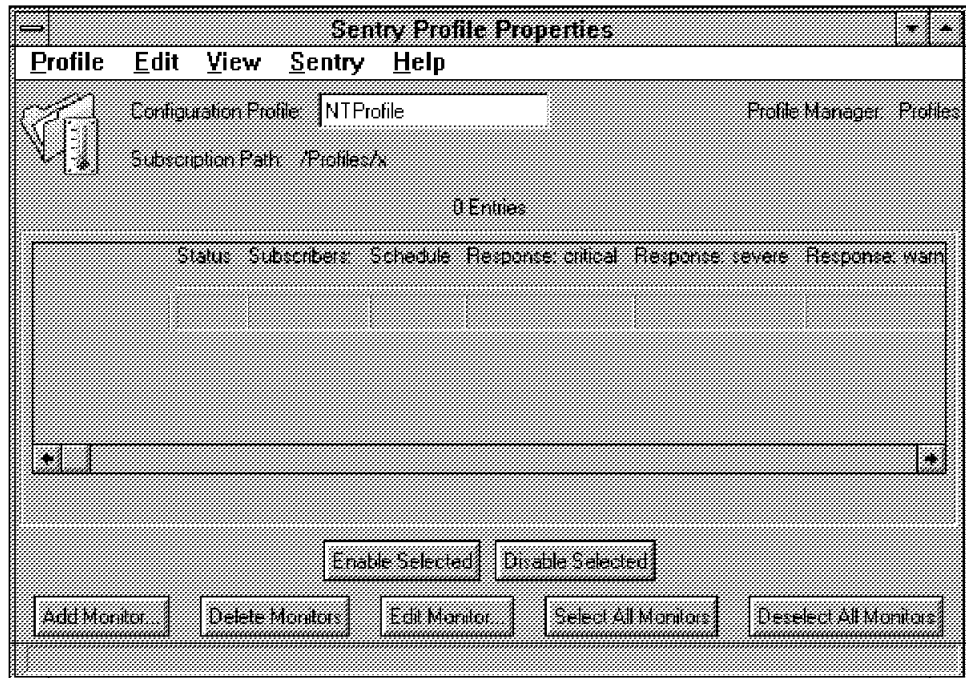 Sentry Profile Properties
Profile Edit View Sentry Help
Configuration Profile: NTProfile Profile Manager: Profiles
Subscription Path: /Profiles/x
0 Entries
Status Subscribers: Schedule Response: critical Response: severe Response: warn
Enable Selected Disable Selected
Add Monitor... Delete Monitors Edit Monitor... Select All Monitors Deselect All Monitors